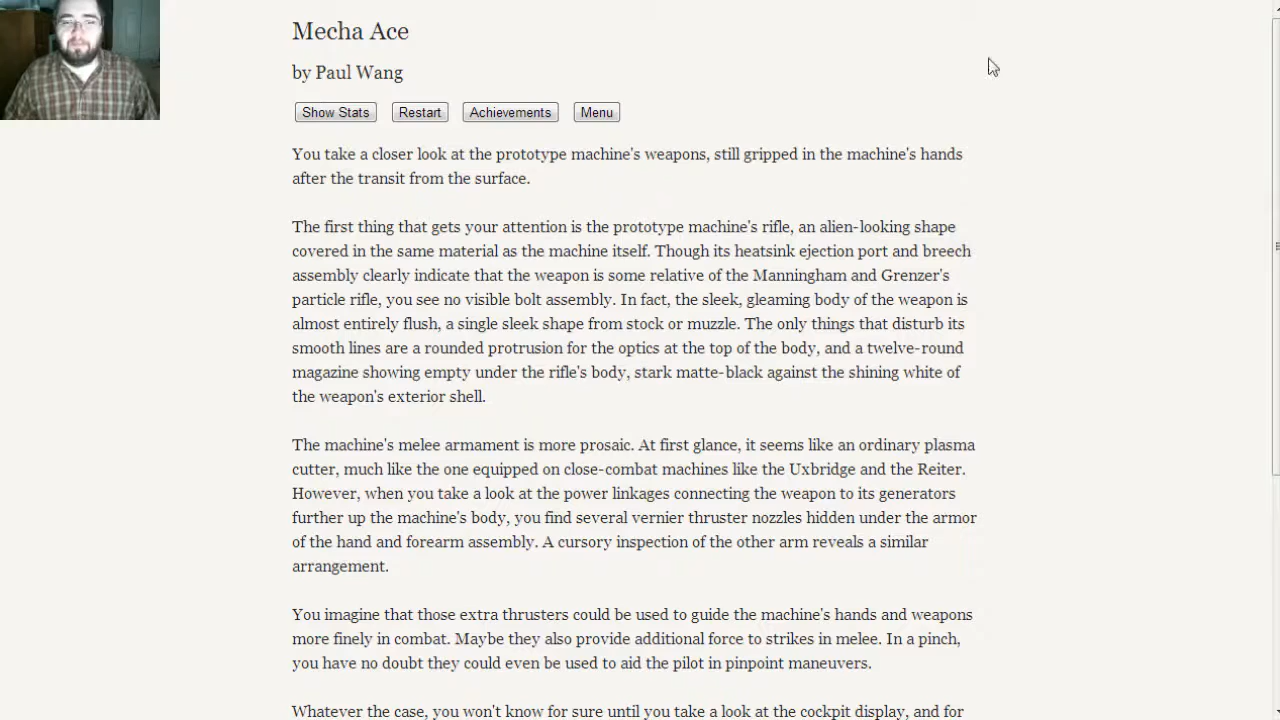 Mecha Ace
by Paul Wang
Show Stats Restart Achievements Menu
You take a closer look at the prototype machine's weapons, still gripped in the machine's hands
after the transit from the surface.
The first thing that gets your attention is the prototype machine's rifle, an alien-looking shape
covered in the same material as the machine itself. Though its heatsink ejection port and breech
assembly clearly indicate that the weapon is some relative of the Manningham and Grenzer's
particle rifle, you see no visible bolt assembly. In fact, the sleek, gleaming body of the weapon is
almost entirely flush, a single sleek shape from stock or muzzle. The only things that disturb its
smooth lines are a rounded protrusion for the optics at the top of the body, and a twelve-round
magazine showing empty under the rifle's body, stark matte-black against the shining white of
the weapon's exterior shell.
The machine's melee armament is more prosaic. At first glance, it seems like an ordinary plasma
cutter, much like the one equipped on close-combat machines like the Uxbridge and the Reiter.
However, when you take a look at the power linkages connecting the weapon to its generators
further up the machine's body, you find several vernier thruster nozzles hidden under the armor
of the hand and forearm assembly. A cursory inspection of the other arm reveals a similar
arrangement.
You imagine that those extra thrusters could be used to guide the machine's hands and weapons
more finely in combat. Maybe they also provide additional force to strikes in melee. In a pinch,
you have no doubt they could even be used to aid the pilot in pinpoint maneuvers.
Whatever the case, you won't know for sure until you take a look at the cockpit display, and for